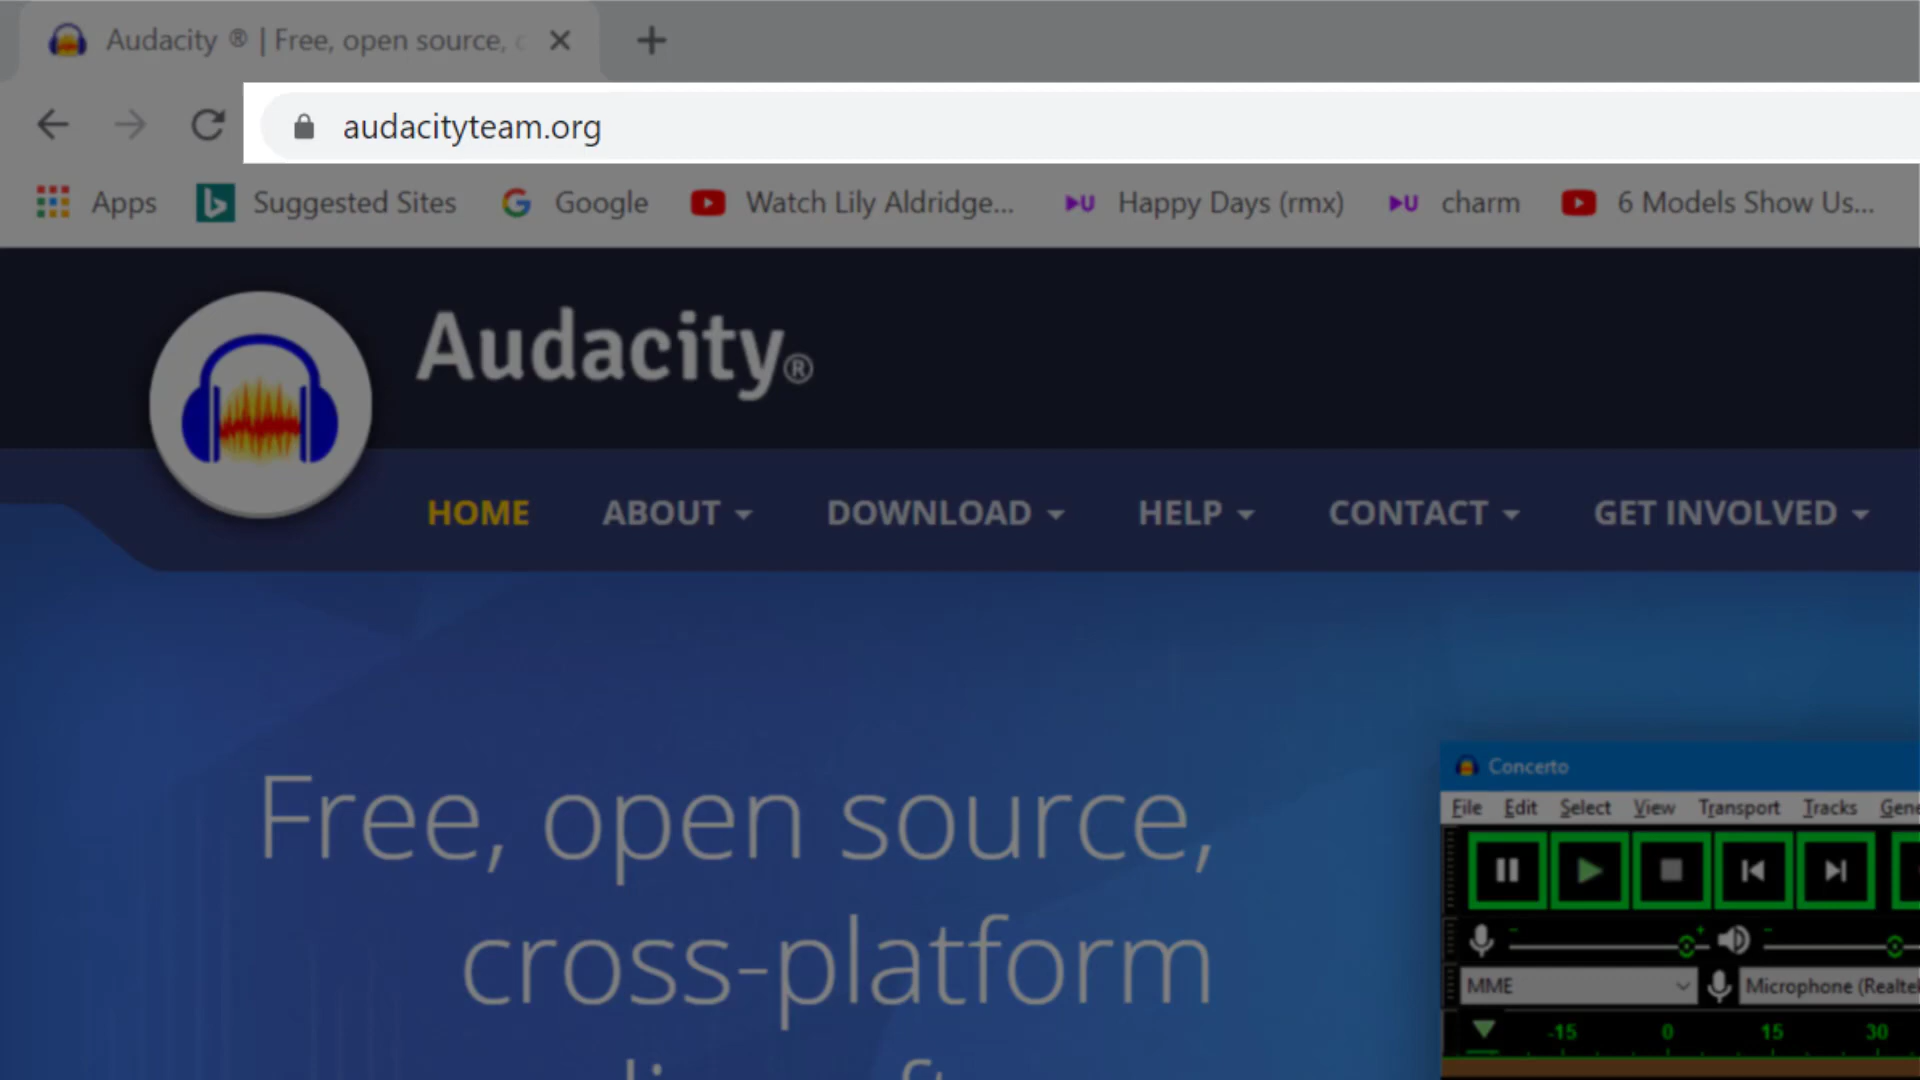 Audacity ® | Free, open source,
audacityteam.org
Apps Suggested Sites Google Watch Lily Aldridge... Happy Days (rmx) charm 6 Models Show Us...
Audacity®
HOME ABOUT DOWNLOAD HELP CONTACT GET INVOLVED
Free, open source,
cross-platform
Concerto
File Edit Select View Transport Tracks Gene
MME Microphone (Realtek
-15 0 15 30